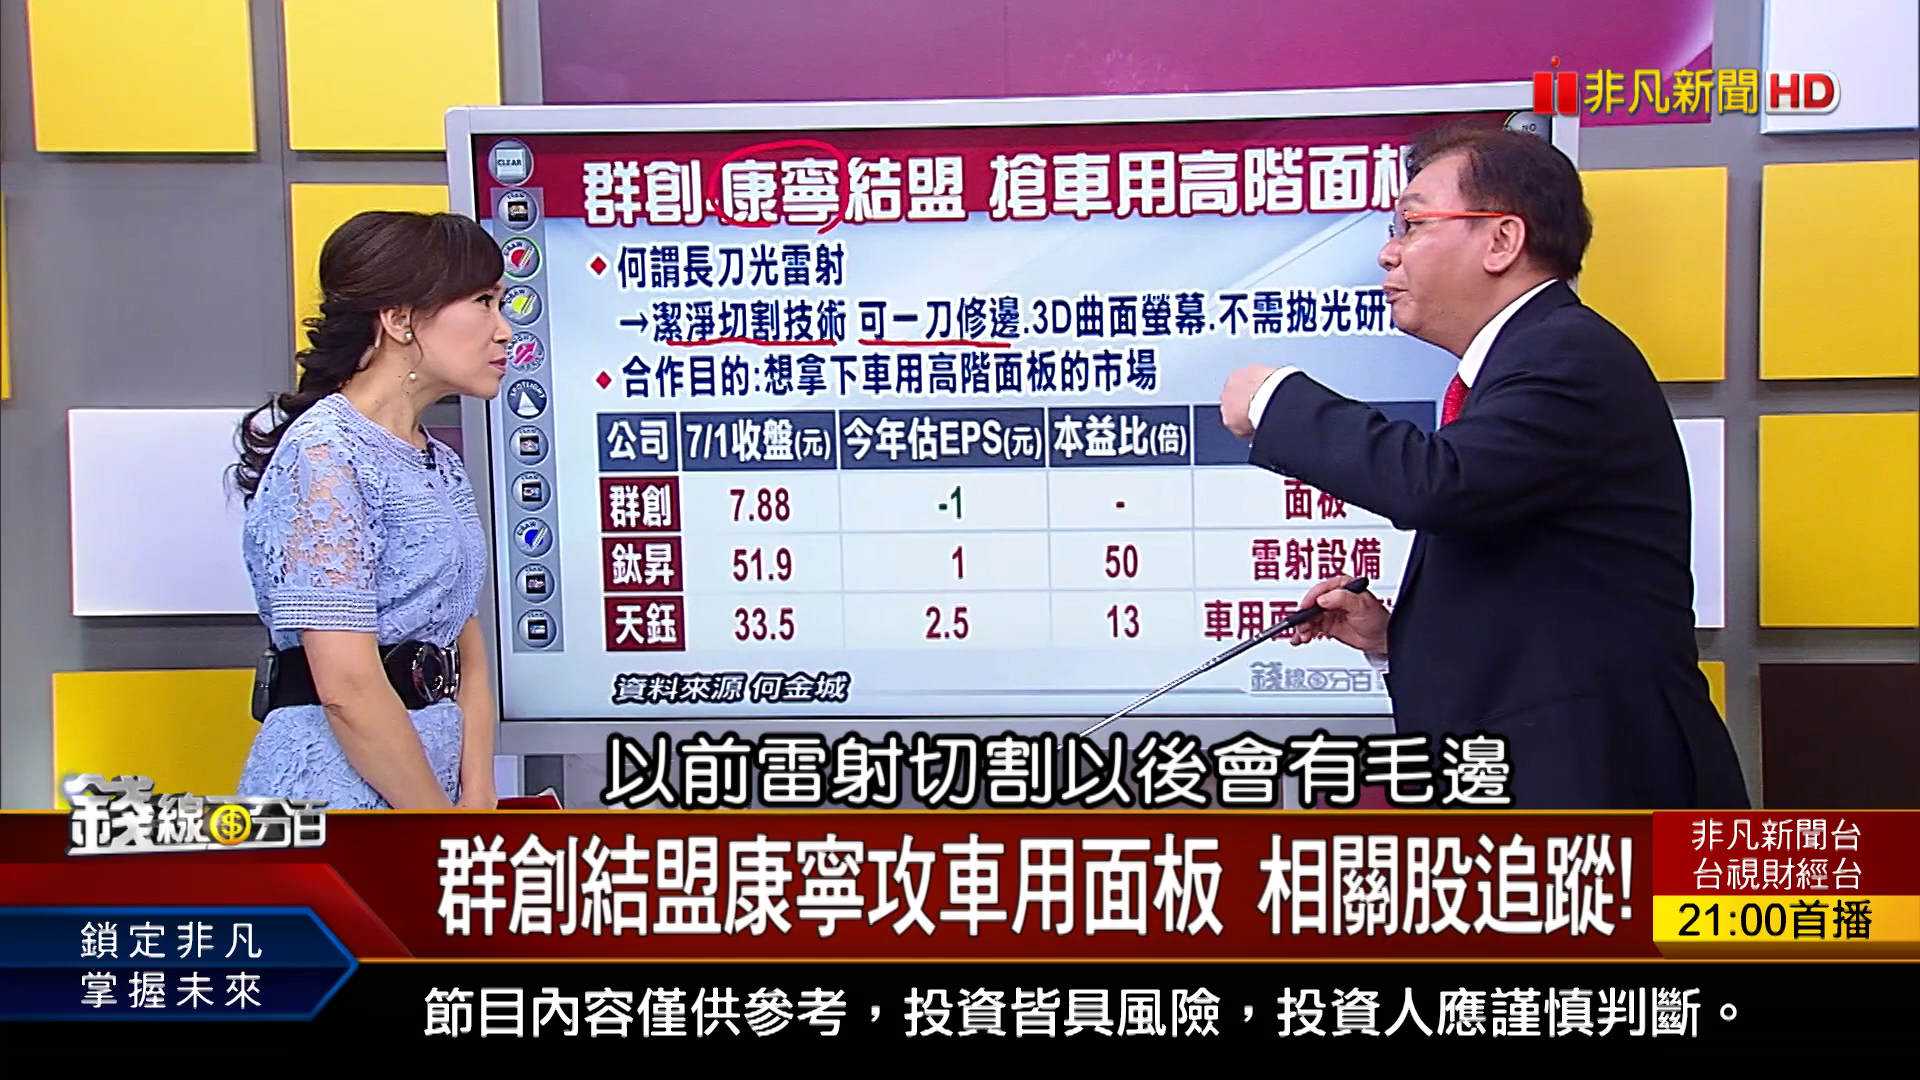 非凡新聞HD
CLEAR
群創.康寧結盟 搶車用高階面板
何謂長刀光雷射
→潔淨切割技術 可一刀修邊.3D曲面螢幕.不需拋光研
合作目的:想拿下車用高階面板的市場
公司 7/1收盤(元) 今年估EPS(元) 本益比(倍)
群創 7.88 -1 - 面板
鈦昇 51.9 1 50 雷射設備
天鈺 33.5 2.5 13 車用面
資料來源 何金城
錢線百分百
以前雷射切割以後會有毛邊
錢線百分百
群創結盟康寧攻車用面板 相關股追蹤!
非凡新聞台
台視財經台
21:00首播
鎖定非凡
掌握未來
節目內容僅供參考，投資皆具風險，投資人應謹慎判斷。